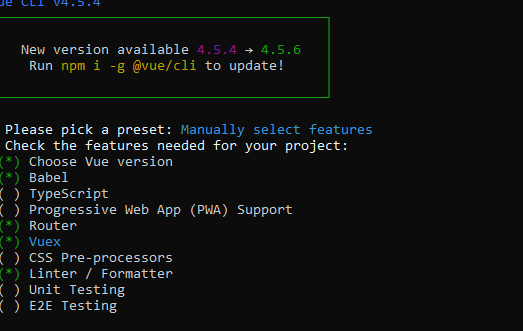 ue CLI v4.5.4
New version available 4.5.4 → 4.5.6
Run npm i -g @vue/cli to update!
Please pick a preset: Manually select features
Check the features needed for your project:
(*) Choose Vue version
(*) Babel
( ) TypeScript
( ) Progressive Web App (PWA) Support
(*) Router
(*) Vuex
( ) CSS Pre-processors
(*) Linter / Formatter
( ) Unit Testing
( ) E2E Testing